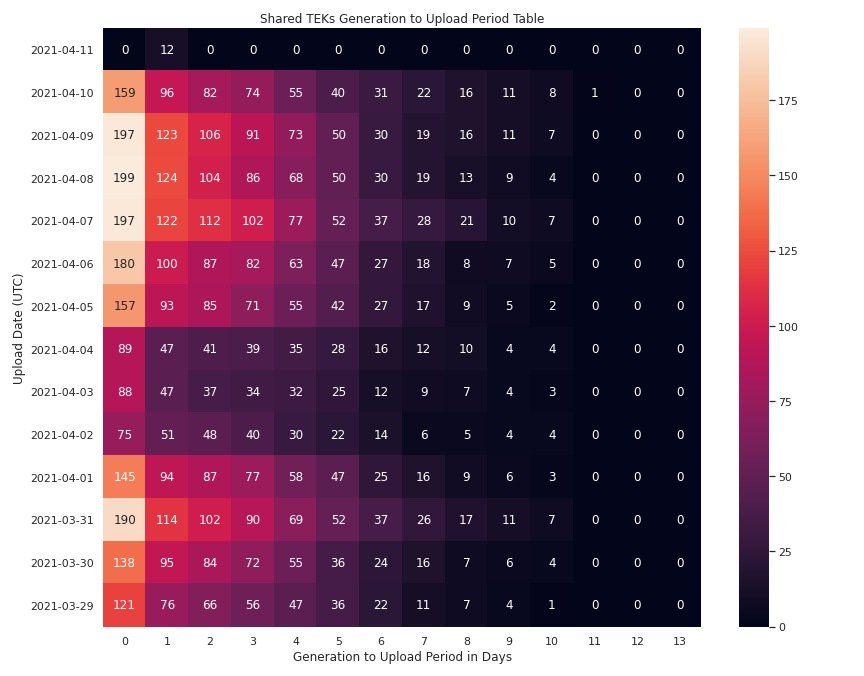 Shared TEKs Generation to Upload Period Table
Upload Date (UTC)
2021-04-11 0 12 0 0 0 0 0 0 0 0 0 0 0 0
2021-04-10 159 96 82 74 55 40 31 22 16 11 8 1 0 0
2021-04-09 197 123 106 91 73 50 30 19 16 11 7 0 0 0
2021-04-08 199 124 104 86 68 50 30 19 13 9 4 0 0 0
2021-04-07 197 122 112 102 77 52 37 28 21 10 7 0 0 0
2021-04-06 180 100 87 82 63 47 27 18 8 7 5 0 0 0
2021-04-05 157 93 85 71 55 42 27 17 9 5 2 0 0 0
2021-04-04 89 47 41 39 35 28 16 12 10 4 4 0 0 0
2021-04-03 88 47 37 34 32 25 12 9 7 4 3 0 0 0
2021-04-02 75 51 48 40 30 22 14 6 5 4 4 0 0 0
2021-04-01 145 94 87 77 58 47 25 16 9 6 3 0 0 0
2021-03-31 190 114 102 90 69 52 37 26 17 11 7 0 0 0
2021-03-30 138 95 84 72 55 36 24 16 7 6 4 0 0 0
2021-03-29 121 76 66 56 47 36 22 11 7 4 1 0 0 0
0 1 2 3 4 5 6 7 8 9 10 11 12 13
Generation to Upload Period in Days
175
150
125
100
75
50
25
0